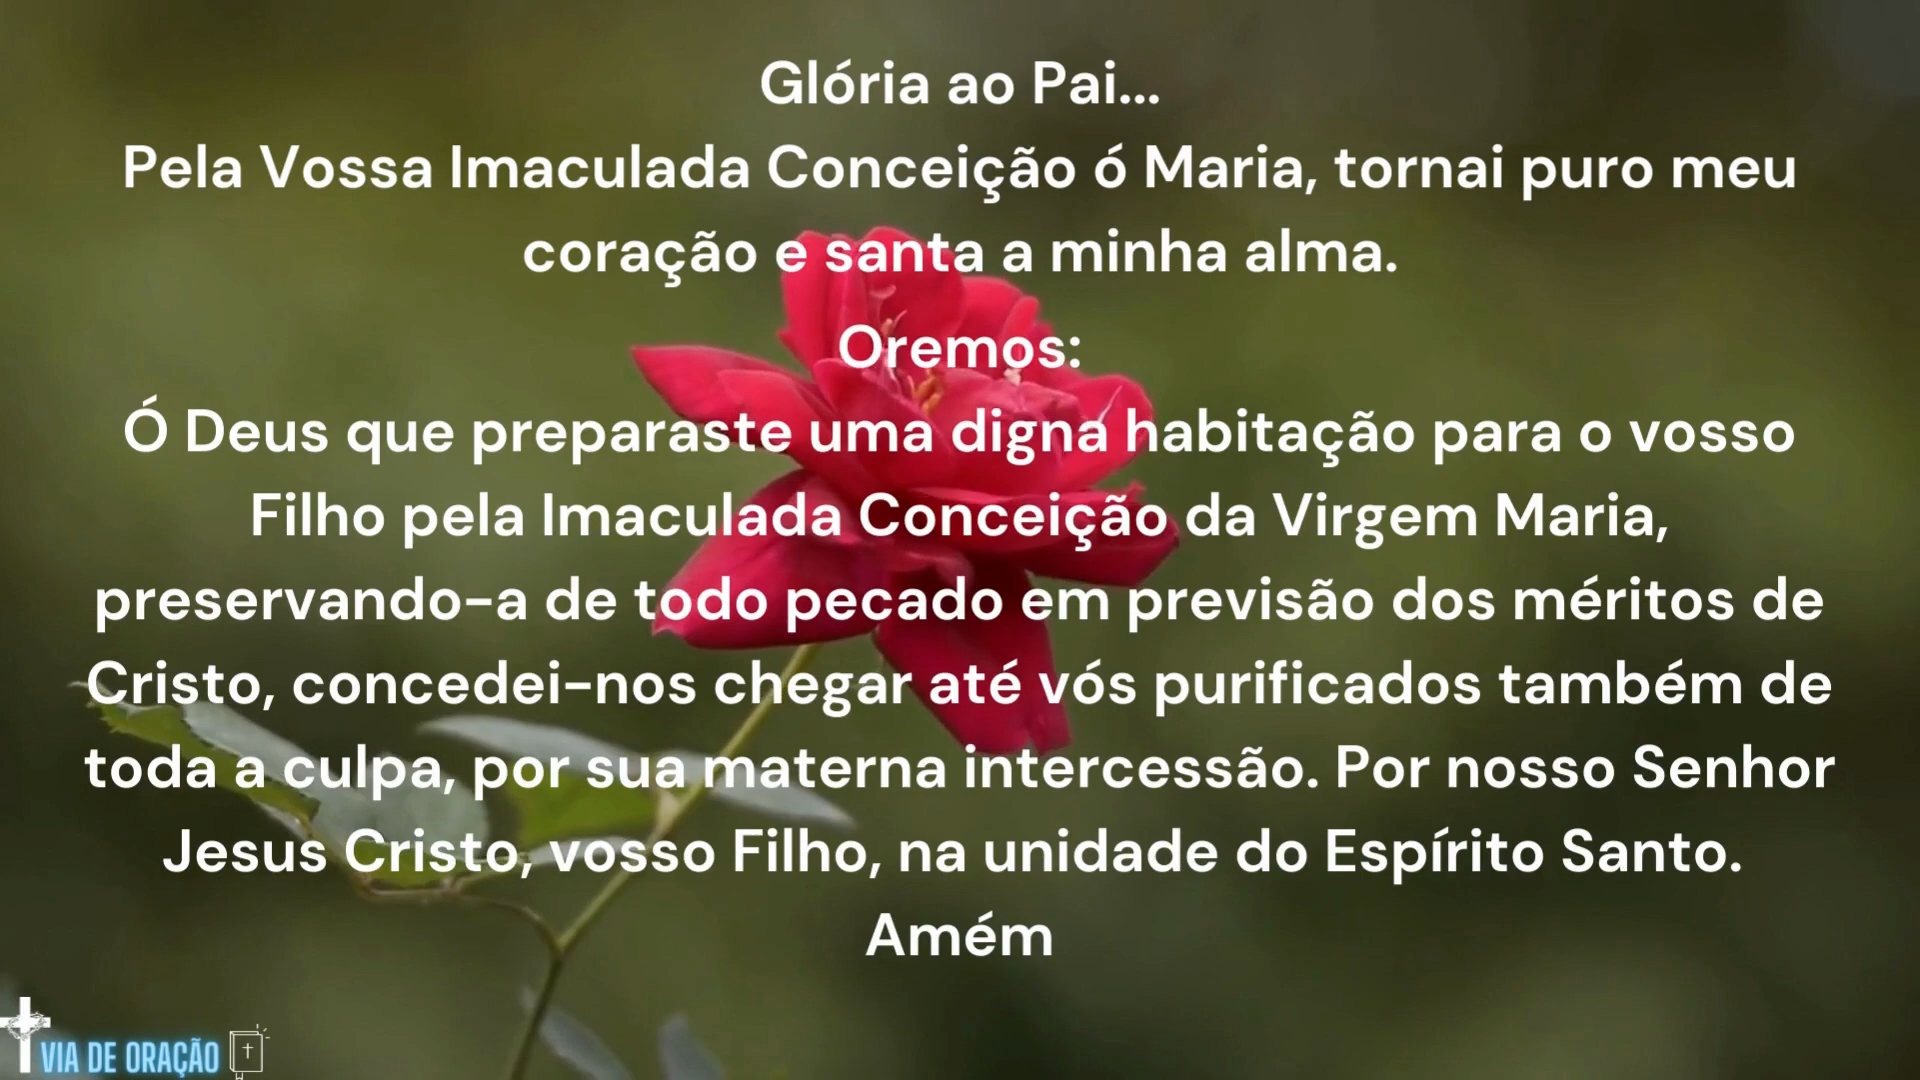 Glória ao Pai...
Pela Vossa Imaculada Conceição ó Maria, tornai puro meu
coração e santa a minha alma.
Oremos:
Ó Deus que preparaste uma digna habitação para o vosso
Filho pela Imaculada Conceição da Virgem Maria,
preservando-a de todo pecado em previsão dos méritos de
Cristo, concedei-nos chegar até vós purificados também de
toda a culpa, por sua materna intercessão. Por nosso Senhor
Jesus Cristo, vosso Filho, na unidade do Espírito Santo.
Amém
VIA DE ORAÇÃO